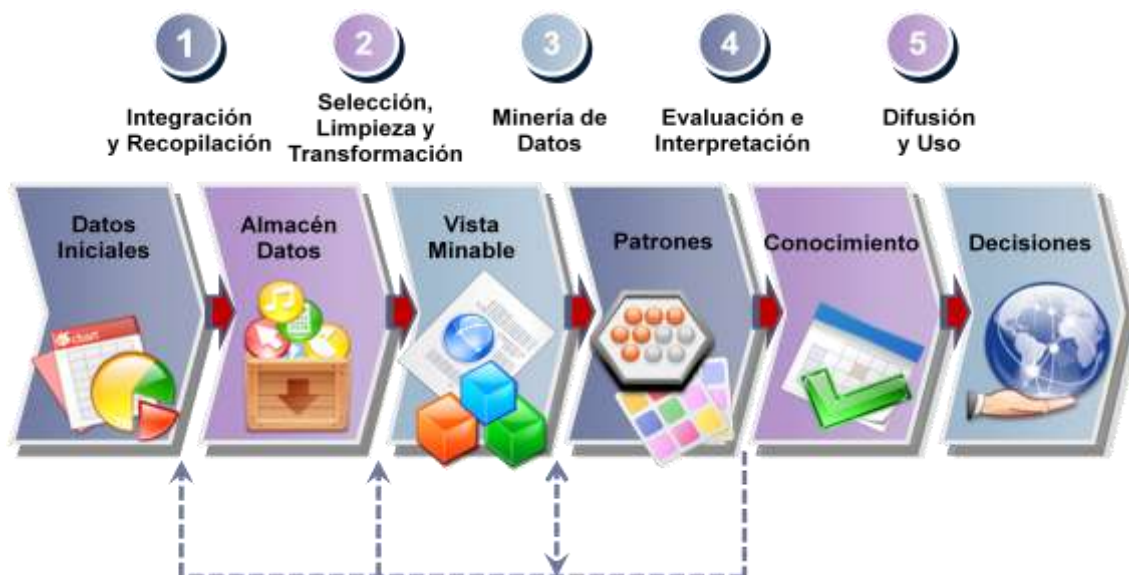 1
2
3
4
5
Integración
y Recopilación
Selección,
Limpieza y
Transformación
Minería de
Datos
Evaluación e
Interpretación
Difusión
y Uso
Datos
Iniciales
Almacén
Datos
Vista
Minable
Patrones
Conocimiento
Decisiones
chart